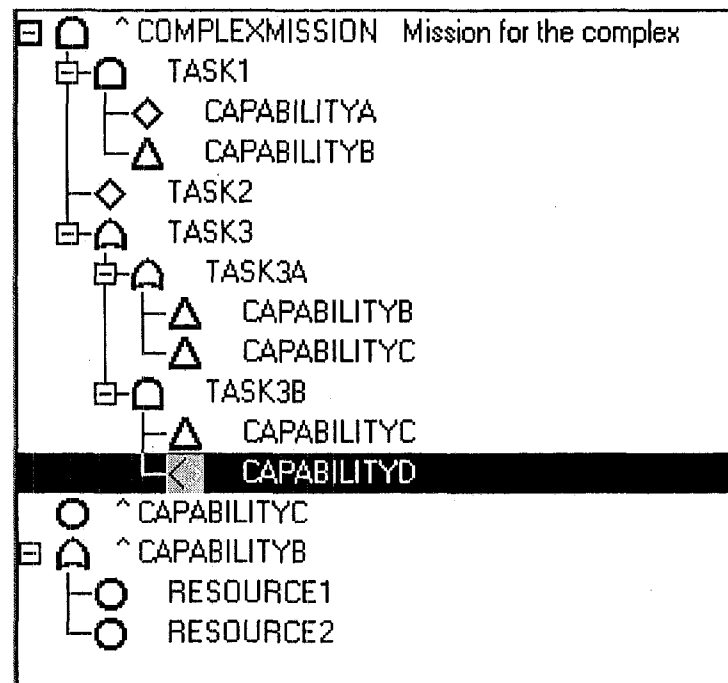 ^COMPLEXMISSION Mission for the complex
TASK1
CAPABILITYA
CAPABILITYB
TASK2
TASK3
TASK3A
CAPABILITYB
CAPABILITYC
TASK3B
CAPABILITYC
CAPABILITYD
^CAPABILITYC
^CAPABILITYB
RESOURCE1
RESOURCE2